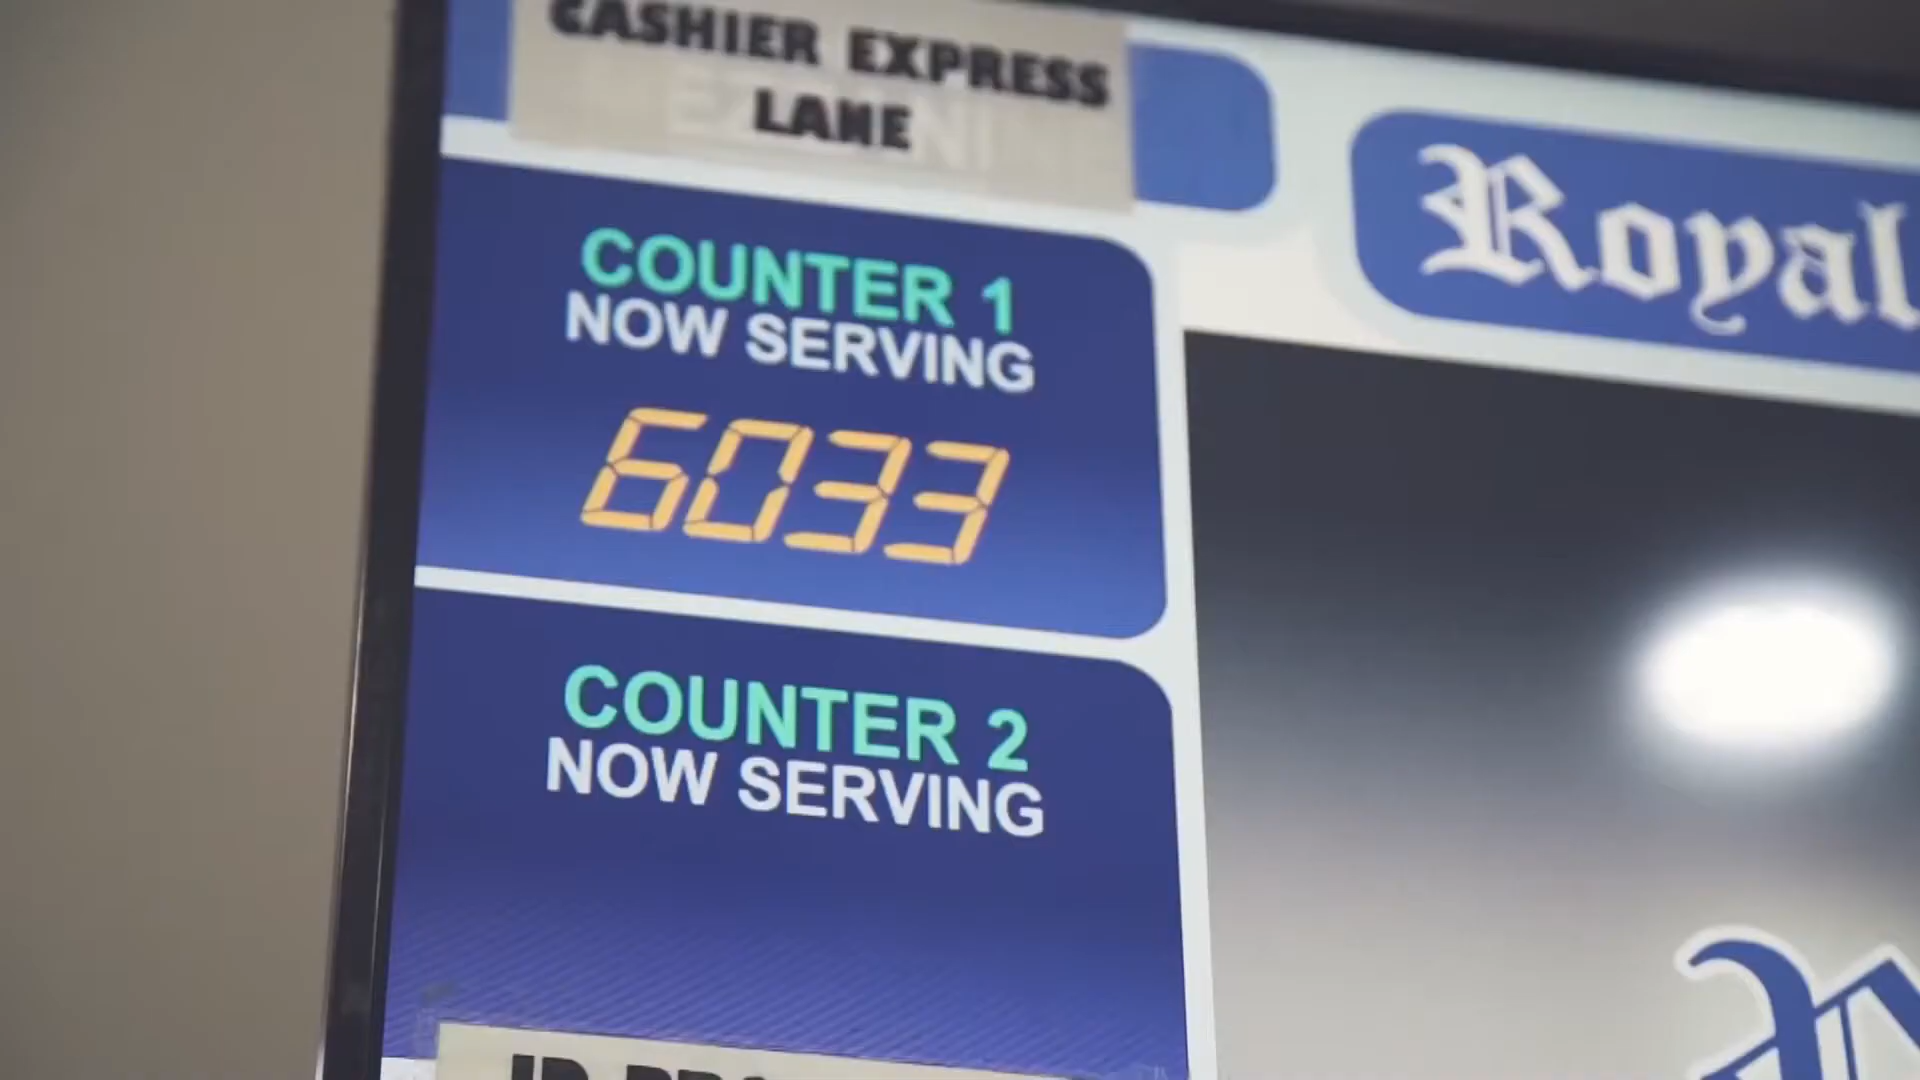 CASHIER EXPRESS
LANE
COUNTER 1
NOW SERVING
6033
COUNTER 2
NOW SERVING
Royal